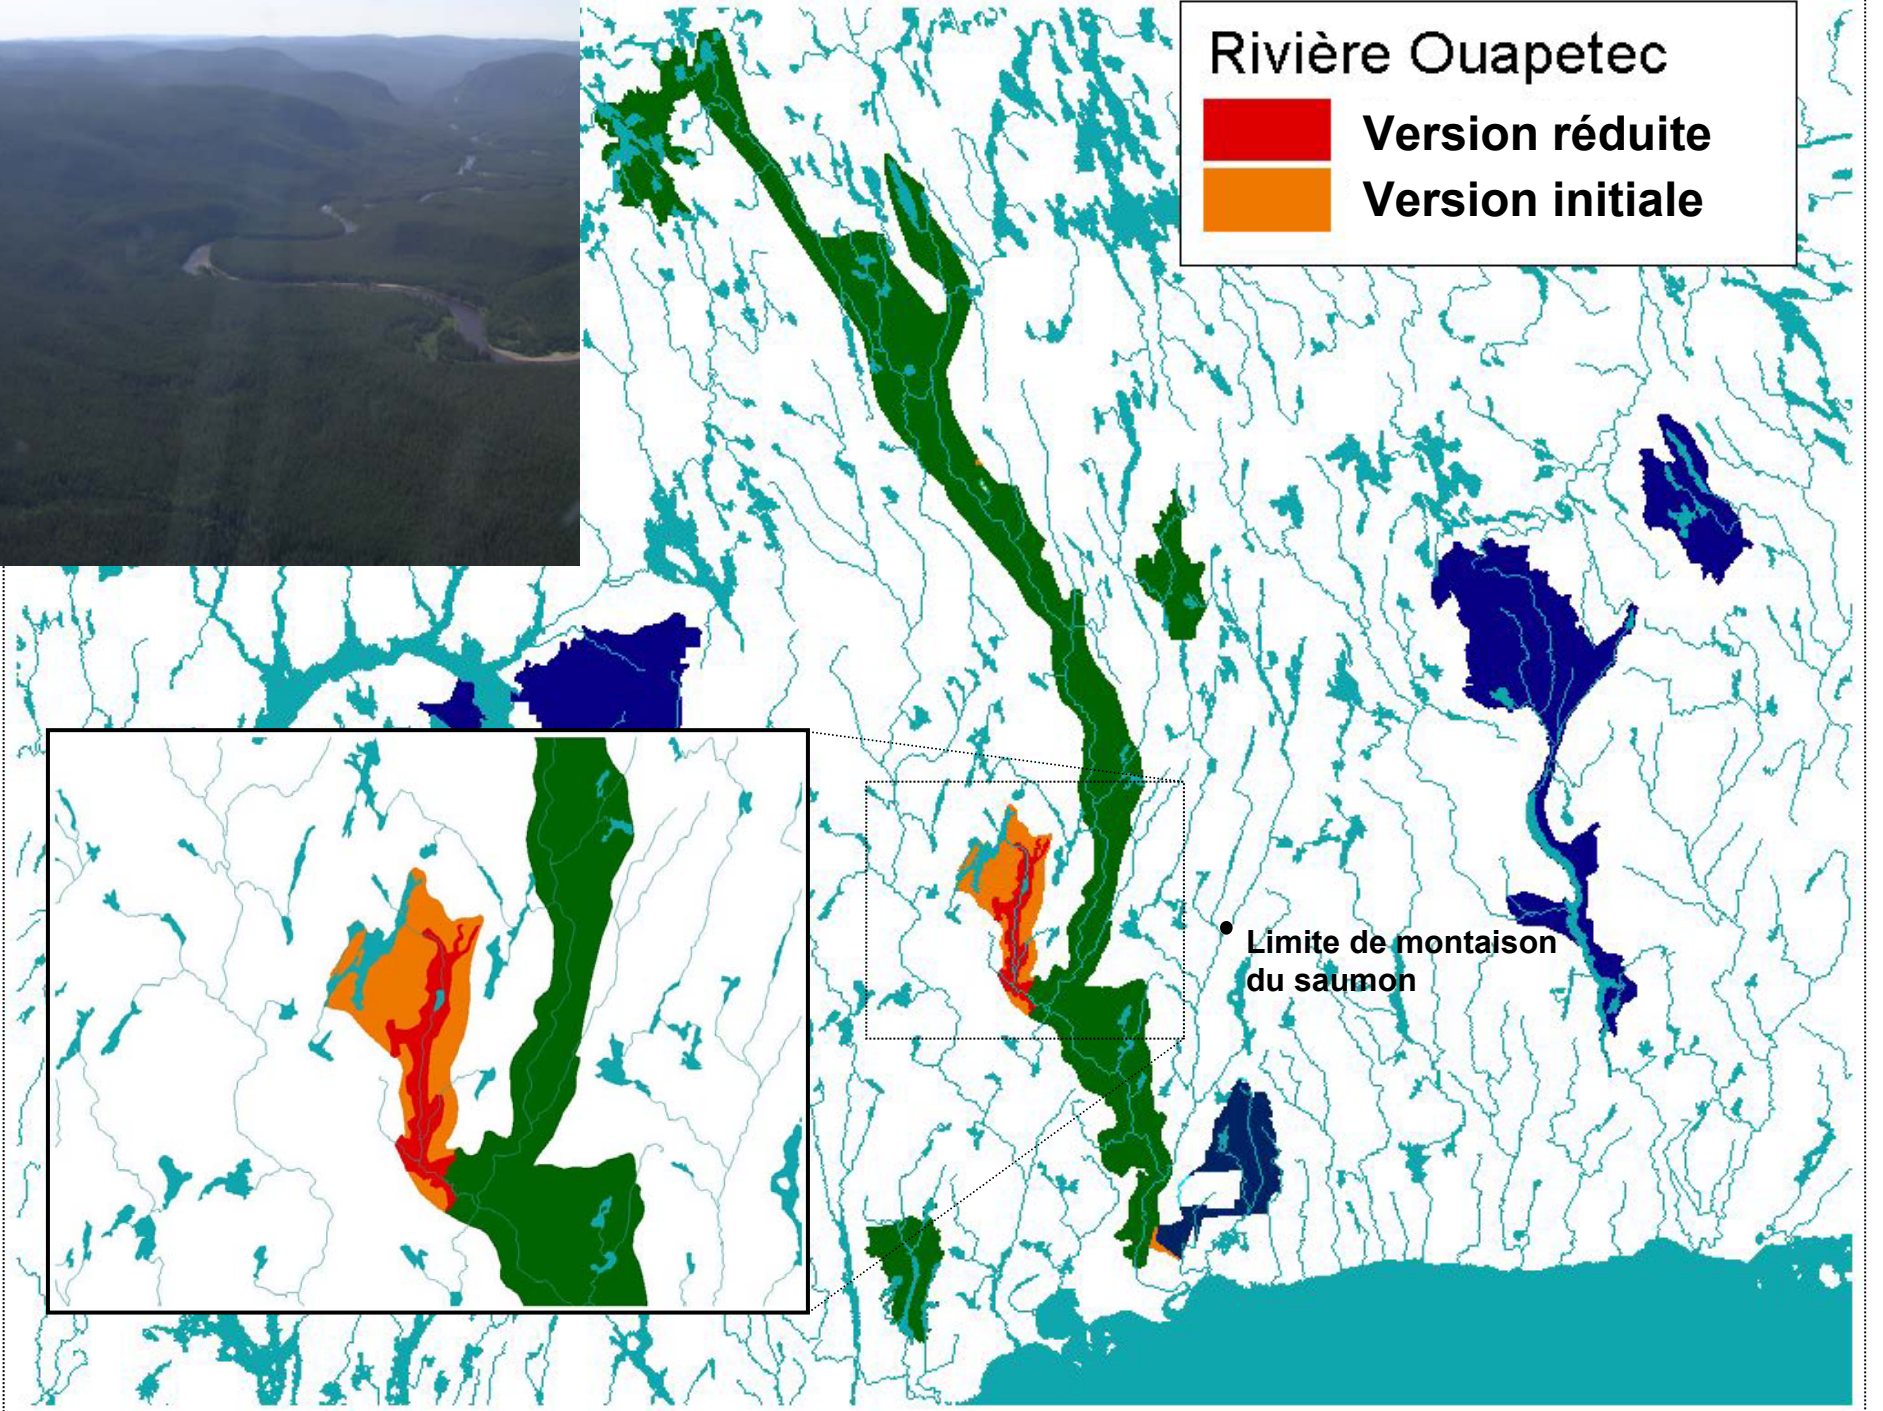 Rivière Ouapetec
Version réduite
Version initiale
Limite de montaison
du saumon